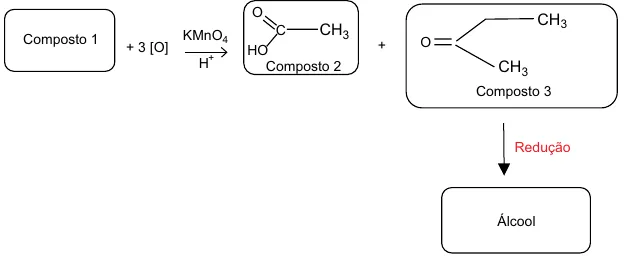 Composto 1
+ 3 [O]
KMnO4
H+
O
C
CH3
HO
Composto 2
+
O
CH3
CH3
Composto 3
Redução
Álcool